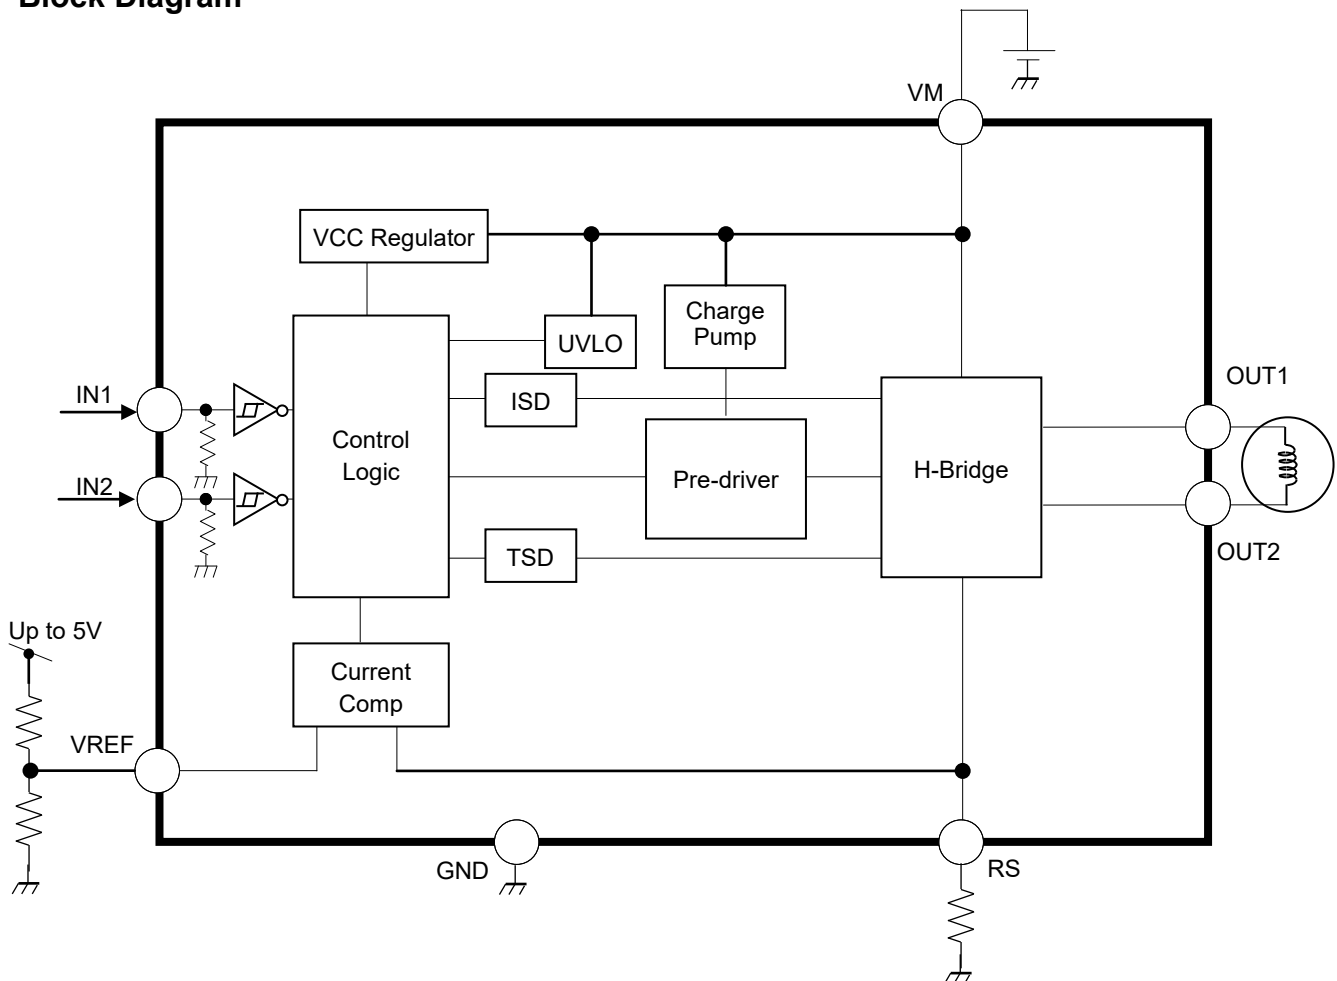 Block Diagram
VM
VCC Regulator
Charge
Pump
UVLO
ISD
IN1
IN2
Control
Logic
Pre-driver
H-Bridge
OUT1
OUT2
TSD
Up to 5V
Current
Comp
VREF
GND
RS